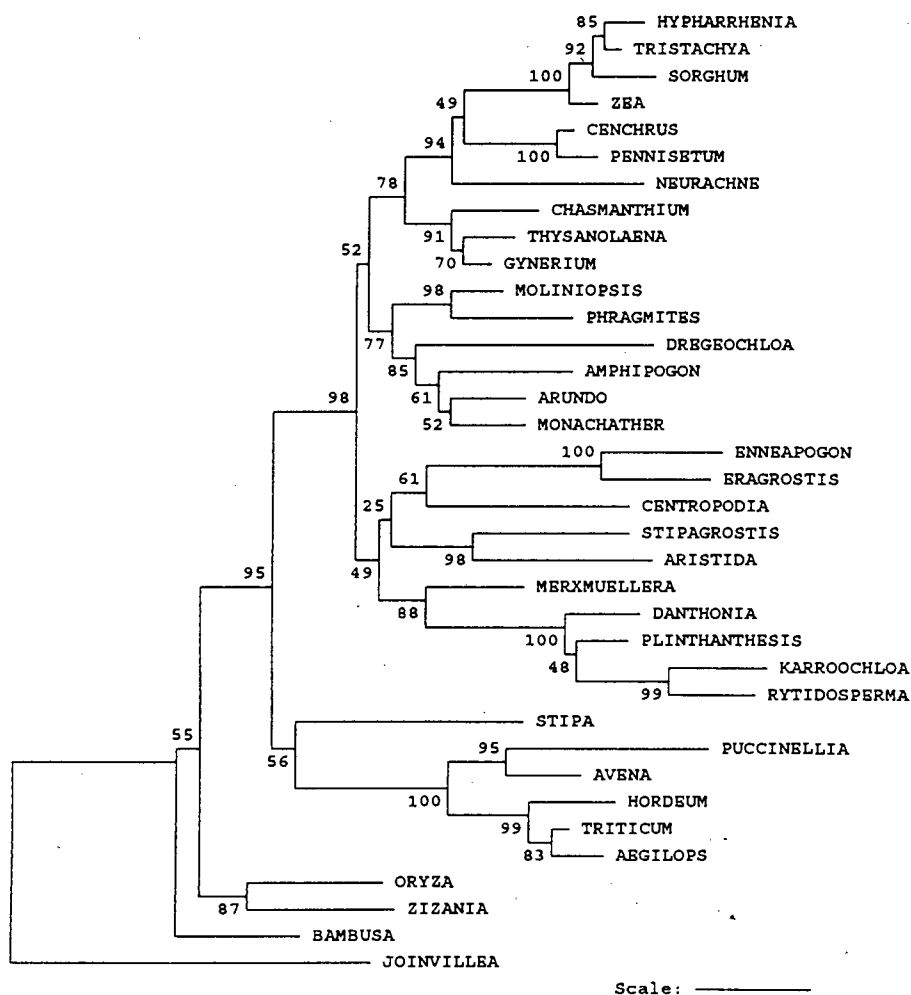 85 HYPHARRHENIA
TRISTACHYA
92
SORGHUM
100
ZEA
49
CENCHRUS
94
100 PENNISETUM
NEURACHNE
78
CHASMANTHIUM
91 THYSANOLAENA
52
70 GYNERIUM
98 MOLINIOPSIS
PHRAGMITES
77
DREGEOCHLOA
85
AMPHIPOGON
61 ARUNDO
98
52 MONACHATHER
100 ENNEAPOGON
61 ERAGROSTIS
25 CENTROPODIA
STIPAGROSTIS
98 ARISTIDA
95 49
MERXMUELLERA
88 DANTHONIA
100 PLINTHANTHESIS
48
KARROOCHLOA
99 RYTIDOSPERMA
STIPA
55
95 PUCCINELLIA
56
AVENA
100 HORDEUM
99 TRITICUM
83 AEGILOPS
ORYZA
87 ZIZANIA
BAMBUSA
JOINVILLEA
Scale: